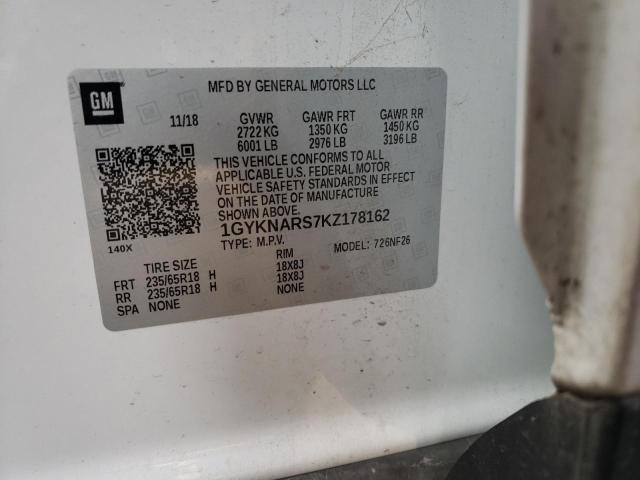 GM
MFD BY GENERAL MOTORS LLC
11/18 GVWR GAWR FRT GAWR RR
2722 KG 1350 KG 1450 KG
6001 LB 2976 LB 3196 LB
THIS VEHICLE CONFORMS TO ALL
APPLICABLE U.S. FEDERAL MOTOR
VEHICLE SAFETY STANDARDS IN EFFECT
ON THE DATE OF MANUFACTURE
SHOWN ABOVE.
140X
1GYKNARS7KZ178162
TYPE: M.P.V. MODEL: 726NF26
TIRE SIZE RIM
FRT 235/65R18 H 18X8J
RR 235/65R18 H 18X8J
SPA NONE NONE